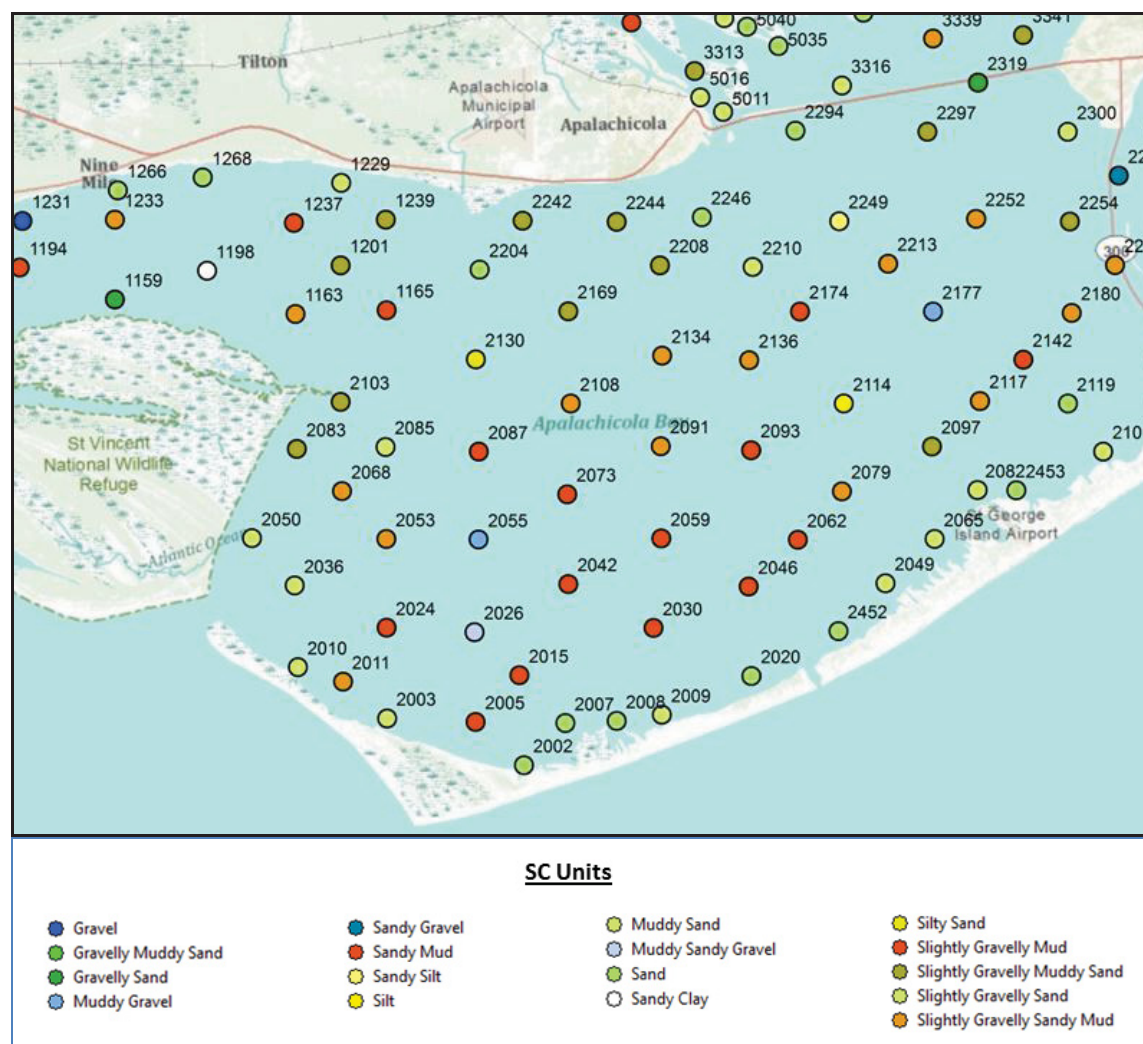 5040
3339
3341
5035
Tilton
3313
5016
3316
2319
Apalachicola
Municipal
Airport
5011
Apalachicola
2294
2297
2300
Nine
Mile
1266
1268
1229
22
1231
1233
1237
1239
2242
2244
2246
2249
2252
2254
1194
1198
1201
2204
2208
2210
2213
300
22
1159
1163
1165
2169
2174
2177
2180
2130
2134
2136
2142
2103
2108
2114
2117
2119
Apalachicola Bay
St Vincent
National Wildlife
Refuge
2083
2085
2087
2091
2093
2097
210
2068
2073
2079
2082
2453
St George
Island Airport
2050
2053
2055
2059
2062
2065
Atlantic Ocean
2036
2042
2046
2049
2024
2026
2030
2452
2010
2011
2015
2020
2003
2005
2007
2008
2009
2002
SC Units
Gravel
Gravelly Muddy Sand
Gravelly Sand
Muddy Gravel
Sandy Gravel
Sandy Mud
Sandy Silt
Silt
Muddy Sand
Muddy Sandy Gravel
Sand
Sandy Clay
Silty Sand
Slightly Gravelly Mud
Slightly Gravelly Muddy Sand
Slightly Gravelly Sand
Slightly Gravelly Sandy Mud